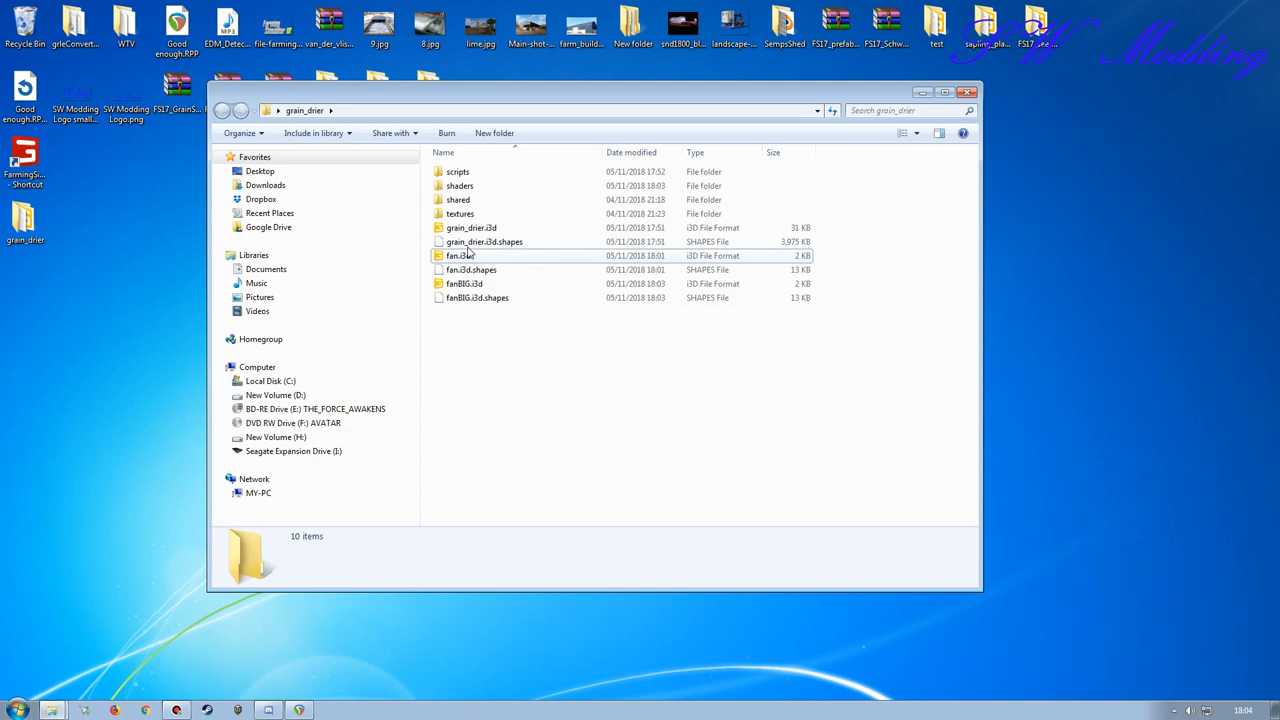 Recycle Bin
grleConvert...
WTV
Good
enough.RPP
EDM_Detec...
file-farming...
van_der_vlis...
9.jpg
8.jpg
lime.jpg
Main-shot-...
farm_build...
New folder
snd1800_bl...
landscape-...
SempsShed
FS17_prefab...
FS17_Schw...
test
sapling_pla...
Modding
Good
enough.RP...
SW Modding
Logo small...
SW Modding
Logo.png
FS17_GrainS...
FarmingSi...
- Shortcut
grain_drier
grain_drier
Search grain_drier
Organize
Include in library
Share with
Burn
New folder
Favorites
Desktop
Downloads
Dropbox
Recent Places
Google Drive
Libraries
Documents
Music
Pictures
Videos
Homegroup
Computer
Local Disk (C:)
New Volume (D:)
BD-RE Drive (E:) THE_FORCE_AWAKENS
DVD RW Drive (F:) AVATAR
New Volume (H:)
Seagate Expansion Drive (I:)
Network
MY-PC
Name Date modified Type Size
scripts 05/11/2018 17:52 File folder
shaders 05/11/2018 18:03 File folder
shared 04/11/2018 21:18 File folder
textures 04/11/2018 21:23 File folder
grain_drier.i3d 05/11/2018 17:51 i3D File Format 31 KB
grain_drier.i3d.shapes 05/11/2018 17:51 SHAPES File 3,975 KB
fan.i3d 05/11/2018 18:01 i3D File Format 2 KB
fan.i3d.shapes 05/11/2018 18:01 SHAPES File 13 KB
fanBIG.i3d 05/11/2018 18:03 i3D File Format 2 KB
fanBIG.i3d.shapes 05/11/2018 18:03 SHAPES File 13 KB
10 items
18:04